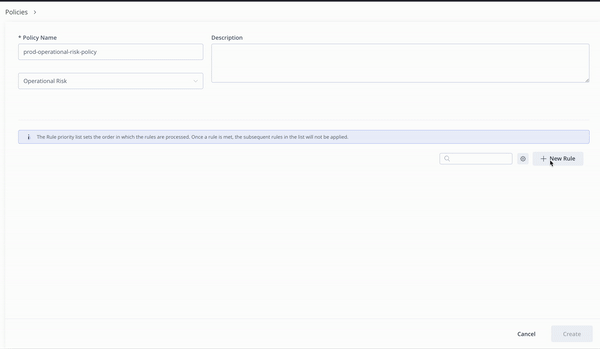 Policies >
* Policy Name
Description
prod-operational-risk-policy
Operational Risk
i The Rule priority list sets the order in which the rules are processed. Once a rule is met, the subsequent rules in the list will not be applied.
+ New Rule
Cancel
Create